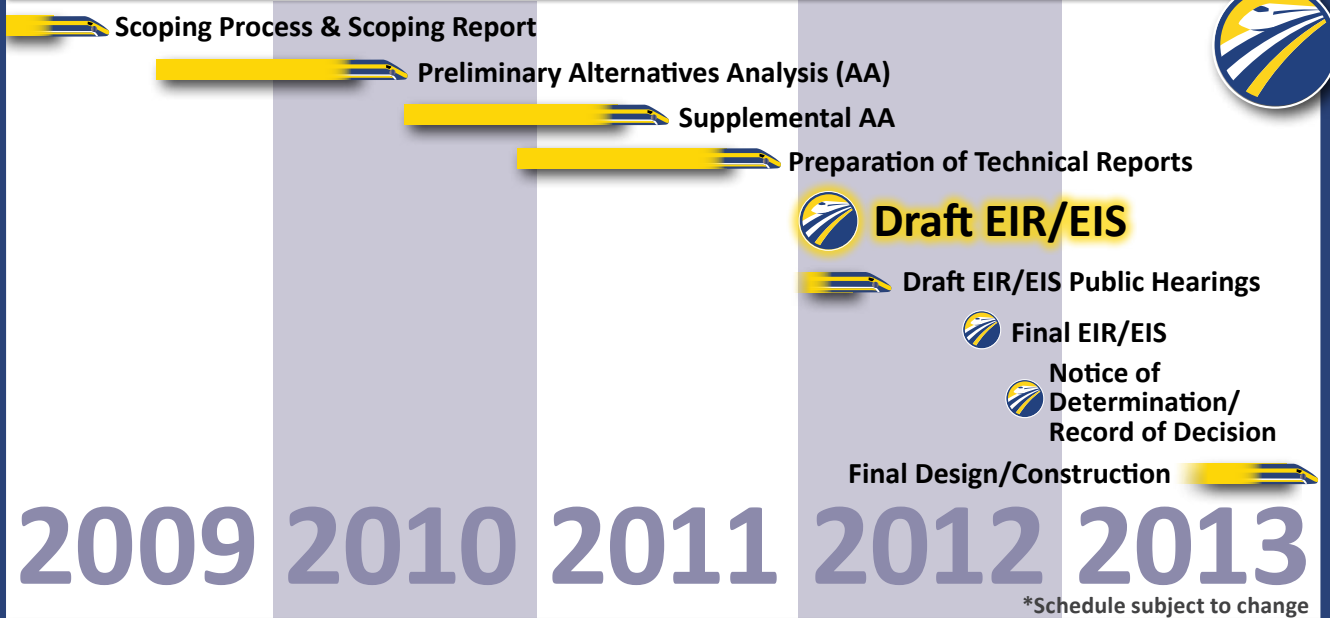 Scoping Process & Scoping Report
Preliminary Alternatives Analysis (AA)
Supplemental AA
Preparation of Technical Reports
Draft EIR/EIS
Draft EIR/EIS Public Hearings
Final EIR/EIS
Notice of
Determination/
Record of Decision
Final Design/Construction
2009 2010 2011 2012 2013
*Schedule subject to change